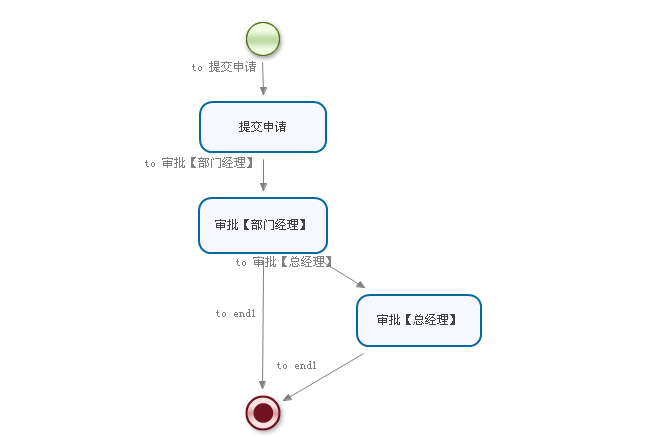 to 提交申请
提交申请
to 审批【部门经理】
审批【部门经理】
to 审批【总经理】
to end1
审批【总经理】
to end1